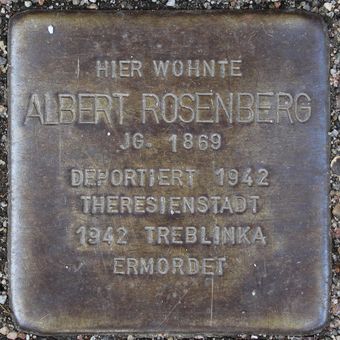 HIER WOHNTE
ALBERT ROSENBERG
JG. 1869
DEPORTIERT 1942
THERESIENSTADT
1942 TREBLINKA
ERMORDET